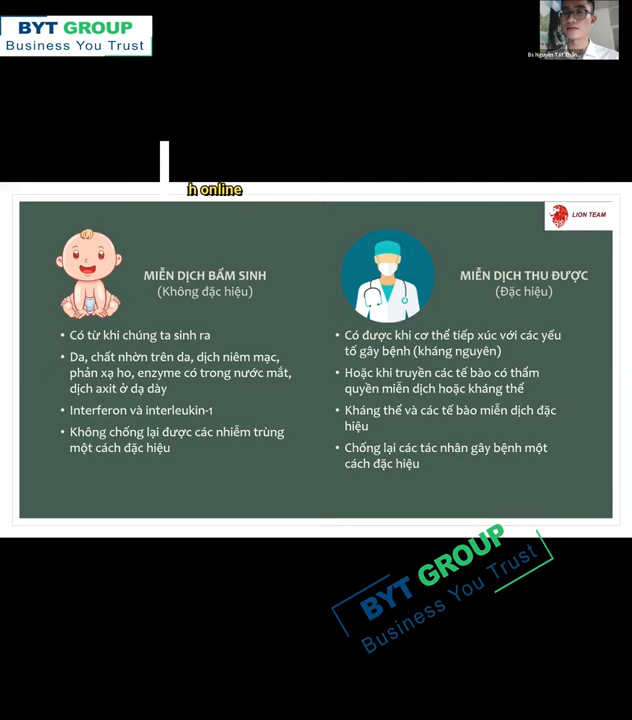 BYT GROUP
Business You Trust
Bs Nguyễn Tất Thàn...
h online
LION TEAM
MIỄN DỊCH BẨM SINH
(Không đặc hiệu)
• Có từ khi chúng ta sinh ra
• Da, chất nhờn trên da, dịch niêm mạc,
phản xạ ho, enzyme có trong nước mắt,
dịch axit ở dạ dày
• Interferon và interleukin-1
• Không chống lại được các nhiễm trùng
một cách đặc hiệu
MIỄN DỊCH THU ĐƯỢC
(Đặc hiệu)
• Có được khi cơ thể tiếp xúc với các yếu
tố gây bệnh (kháng nguyên)
• Hoặc khi truyền các tế bào có thẩm
quyền miễn dịch hoặc kháng thể
• Kháng thể và các tế bào miễn dịch đặc
hiệu
• Chống lại các tác nhân gây bệnh một
cách đặc hiệu
BYT GROUP
Business You Trust